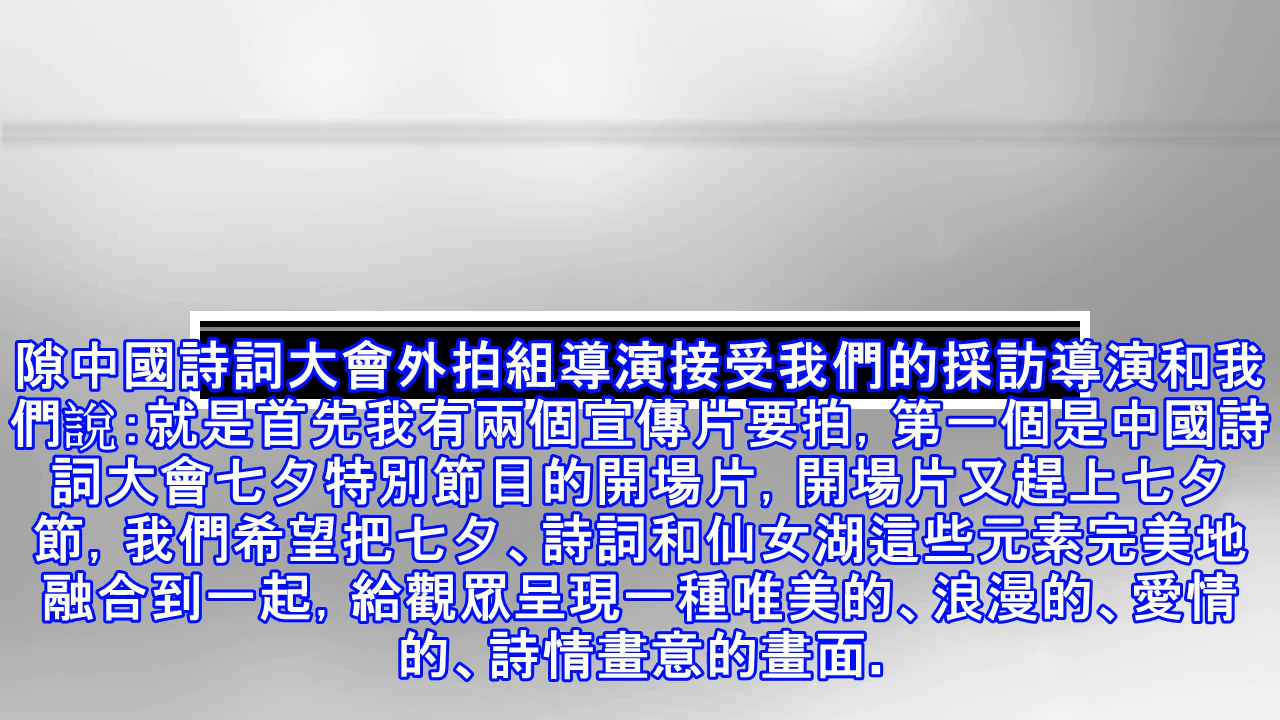 隙中國詩詞大會外拍組導演接受我們的採訪導演和我
們說:就是首先我有兩個宣傳片要拍, 第一個是中國詩
詞大會七夕特別節目的開場片, 開場片又趕上七夕
節, 我們希望把七夕、詩詞和仙女湖這些元素完美地
融合到一起, 給觀眾呈現一種唯美的、浪漫的、愛情
的、詩情畫意的畫面.